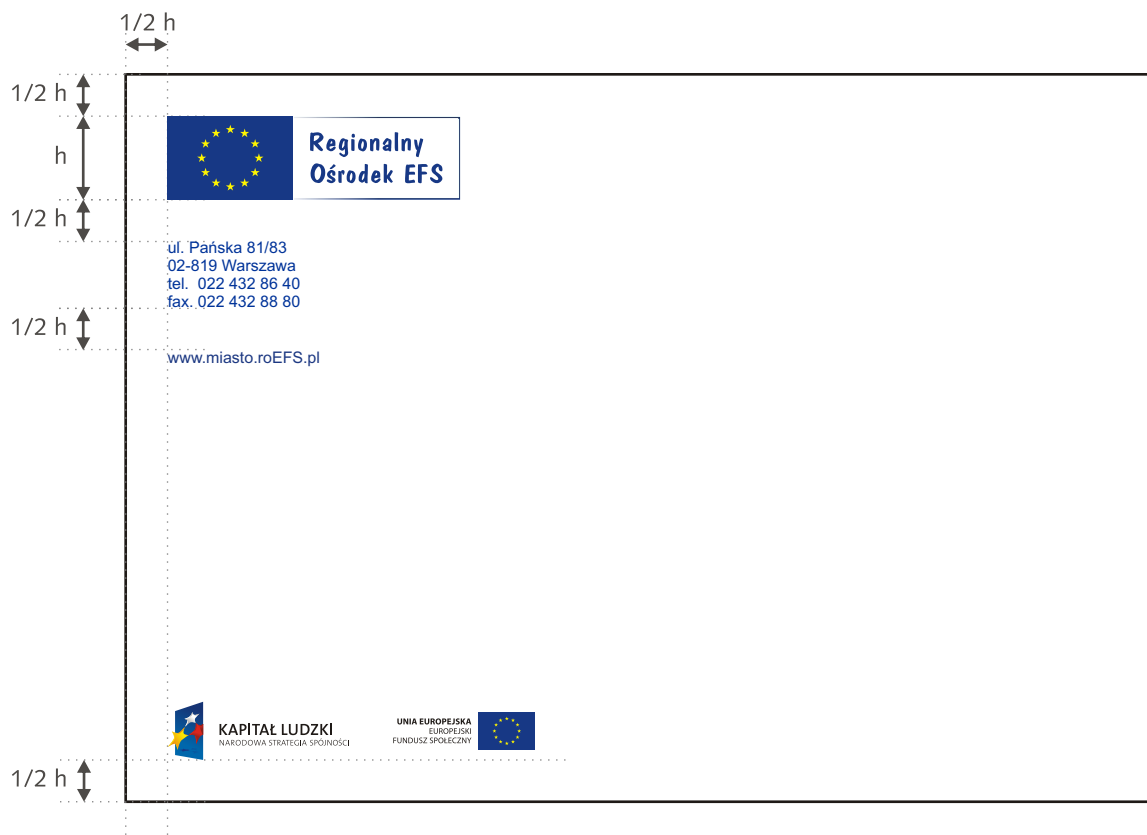 1/2 h
1/2 h
h
Regionalny
Ośrodek EFS
1/2 h
ul. Pańska 81/83
02-819 Warszawa
tel.  022 432 86 40
fax. 022 432 88 80
1/2 h
www.miasto.roEFS.pl
KAPITAŁ LUDZKI
NARODOWA STRATEGIA SPÓJNOŚCI
UNIA EUROPEJSKA
EUROPEJSKI
FUNDUSZ SPOŁECZNY
1/2 h